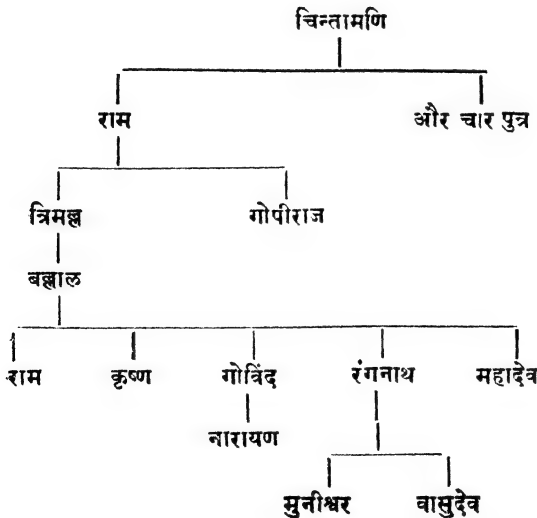 चिन्तामणि
राम और चार पुत्र
त्रिमल्ल गोपीराज
बल्लाल
राम कृष्ण गोविंद रंगनाथ महादेव
नारायण
मुनीश्वर वासुदेव